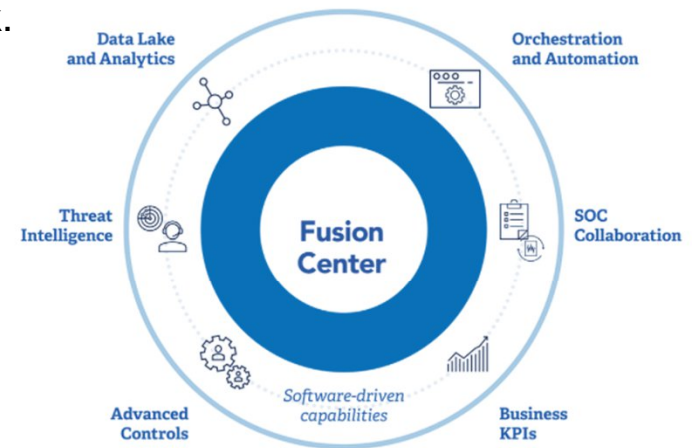 Data Lake
and Analytics
Orchestration
and Automation
Threat
Intelligence
Fusion
Center
SOC
Collaboration
Software-driven
capabilities
Advanced
Controls
Business
KPIs